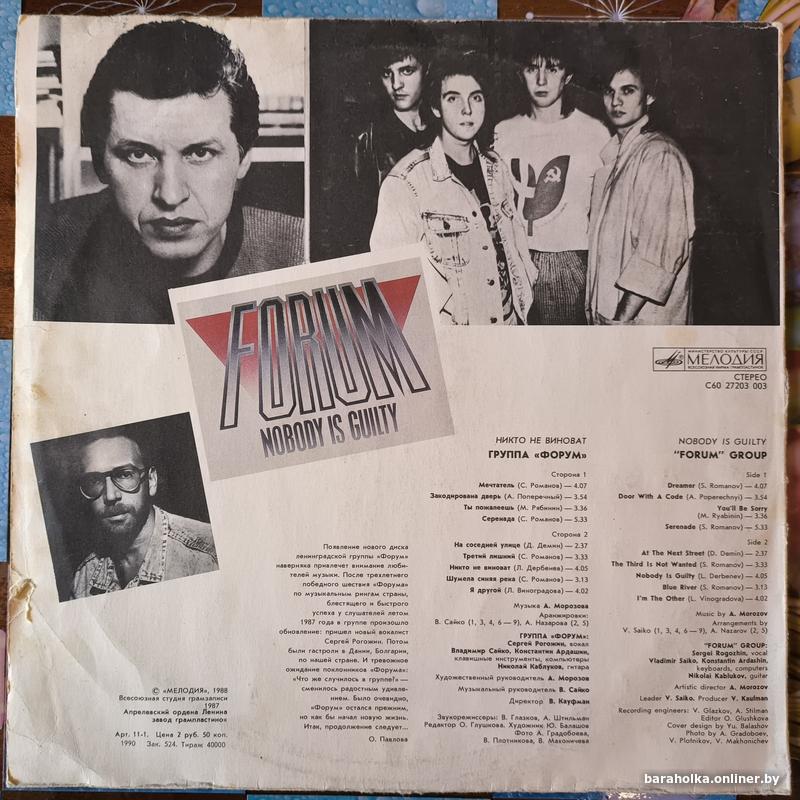 FORUM
NOBODY IS GUILTY
МИНИСТЕРСТВО КУЛЬТУРЫ СССР
МЕЛОДИЯ
ВСЕСОЮЗНАЯ ФИРМА ГРАМПЛАСТИНОК
СТЕРЕО
С60 27203 003
НИКТО НЕ ВИНОВАТ
ГРУППА «ФОРУМ»
Сторона 1
Мечтатель (С. Романов) — 4.07
Закодирована дверь (А. Поперечный) — 3.54
Ты пожалеешь (М. Рябинин) — 3.36
Серенада (С. Романов) — 5.33
Сторона 2
На соседней улице (Д. Демин) — 2.37
Третий лишний (С. Романов) — 3.33
Никто не виноват (Л. Дербенев) — 4.05
Шумела синяя река (С. Романов) — 3.13
Я другой (Л. Виноградова) — 4.02
Музыка А. Морозова
Аранжировки:
В. Сайко (1, 3, 4, 6 — 9), А. Назарова (2, 5)
ГРУППА «ФОРУМ»:
Сергей Рогожин, вокал
Владимир Сайко, Константин Ардашин,
клавишные инструменты, компьютеры
Николай Каблуков, гитара
Художественный руководитель А. Морозов
Музыкальный руководитель В. Сайко
Директор В. Кауфман
Звукорежиссеры: В. Глазков, А. Штильман
Редактор О. Глушкова. Художник Ю. Балашов
Фото А. Градобоева,
В. Плотникова, В. Махоничева
NOBODY IS GUILTY
"FORUM" GROUP
Side 1
Dreamer (S. Romanov) — 4.07
Door With A Code (A. Poperechnyi) — 3.54
You'll Be Sorry
(M. Ryabinin) — 3.36
Serenade (S. Romanov) — 5.33
Side 2
At The Next Street (D. Demin) — 2.37
The Third Is Not Wanted (S. Romanov) — 3.33
Nobody Is Guilty (L. Derbenev) — 4.05
Blue River (S. Romanov) — 3.13
I'm The Other (L. Vinogradova) — 4.02
Music by A. Morozov
Arrangements by
V. Saiko (1, 3, 4, 6 — 9), A. Nazarov (2, 5)
"FORUM" GROUP:
Sergei Rogozhin, vocal
Vladimir Saiko, Konstantin Ardashin,
keyboards, computers
Nikolai Kablukov, guitar
Artistic director A. Morozov
Leader V. Saiko. Producer V. Kaulman
Recording engineers: V. Glazkov, A. Shtilman
Editor O. Glushkova
Cover design by Yu. Balashov
Photo by A. Gradoboev,
V. Plotnikov, V. Makhonichev
Появление нового диска
ленинградской группы «Форум»
наверняка привлечет внимание люби-
телей музыки. После трехлетнего
победного шествия «Форума»
по музыкальным рингам страны,
блестящего и быстрого
успеха у слушателей летом
1987 года в группе произошло
обновление: пришел новый вокалист
Сергей Рогожин. Потом
были гастроли в Дании, Болгарии,
по нашей стране. И тревожное
ожидание поклонников «Форума»:
«Что же случилось в группе?» —
сменилось радостным удивле-
нием. Было очевидно,
«Форум» остался прежним,
но как бы начал новую жизнь.
Итак, продолжение следует...
О. Павлова
© «МЕЛОДИЯ», 1988
Всесоюзная студия грамзаписи
1987
Апрелевский ордена Ленина
завод грампластинок
Арт. 11-1. Цена 2 руб. 50 коп.
1990 Зак. 524. Тираж 40000
baraholka.onliner.by